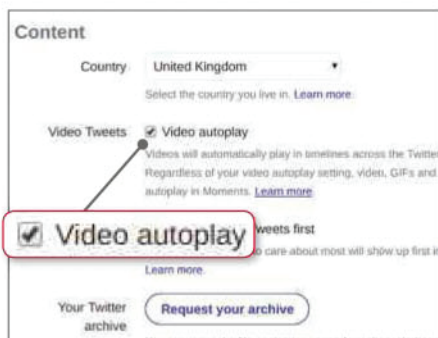 Content
Country United Kingdom
Select the country you live in. Learn more.
Video Tweets Video autoplay
Videos will automatically play in timelines across the Twitter
Regardless of your video autoplay setting, video, GIFs and
autoplay in Moments. Learn more.
Video autoplay
weets first
care about most will show up first in
Learn more.
Your Twitter archive
Request your archive